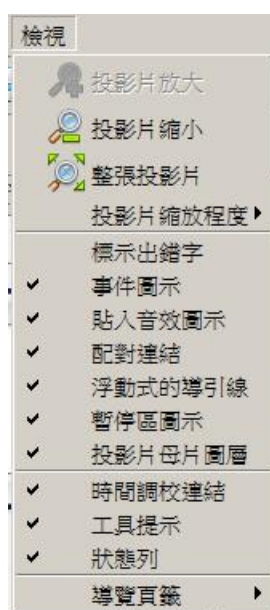 檢視
投影片放大
投影片縮小
整張投影片
投影片縮放程度
標示出錯字
事件圖示
貼入音效圖示
配對連結
浮動式的導引線
暫停區圖示
投影片母片圖層
時間調校連結
工具提示
狀態列
導覽頁籤